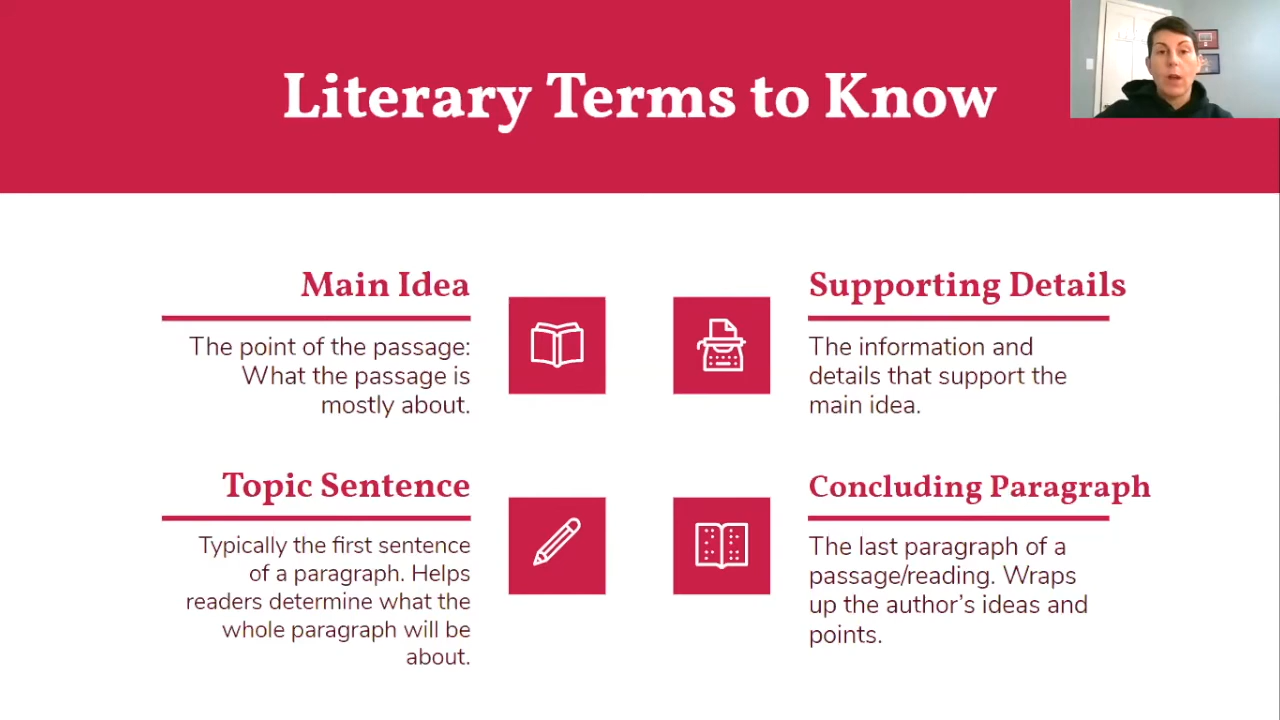 Literary Terms to Know
Main Idea
The point of the passage:
What the passage is
mostly about.
Supporting Details
The information and
details that support the
main idea.
Topic Sentence
Typically the first sentence
of a paragraph. Helps
readers determine what the
whole paragraph will be
about.
Concluding Paragraph
The last paragraph of a
passage/reading. Wraps
up the author's ideas and
points.